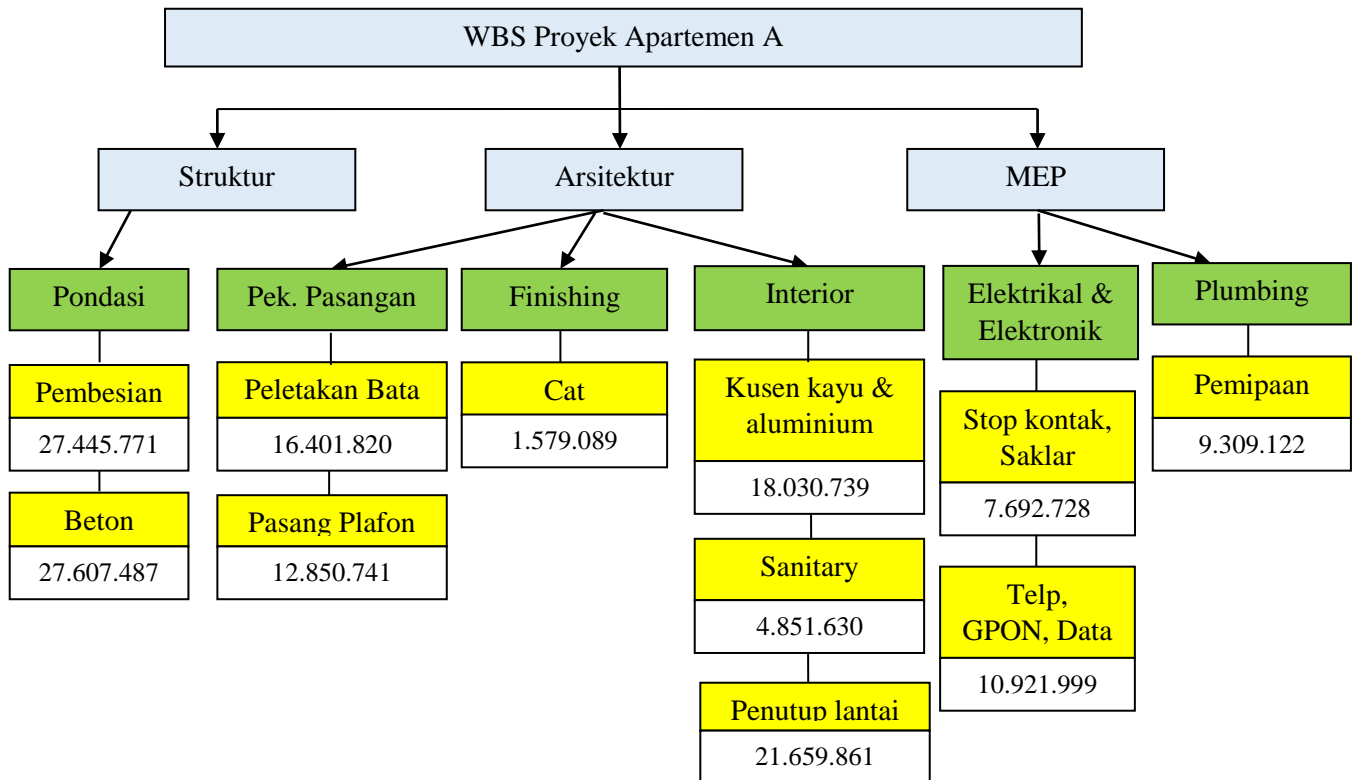 WBS Proyek Apartemen A
Struktur
Arsitektur
MEP
Pondasi
Pek. Pasangan
Finishing
Interior
Elektrikal &
Elektronik
Plumbing
Pembesian
27.445.771
Beton
27.607.487
Peletakan Bata
16.401.820
Pasang Plafon
12.850.741
Cat
1.579.089
Kusen kayu &
aluminium
18.030.739
Sanitary
4.851.630
Penutup lantai
21.659.861
Stop kontak,
Saklar
7.692.728
Telp,
GPON, Data
10.921.999
Pemipaan
9.309.122